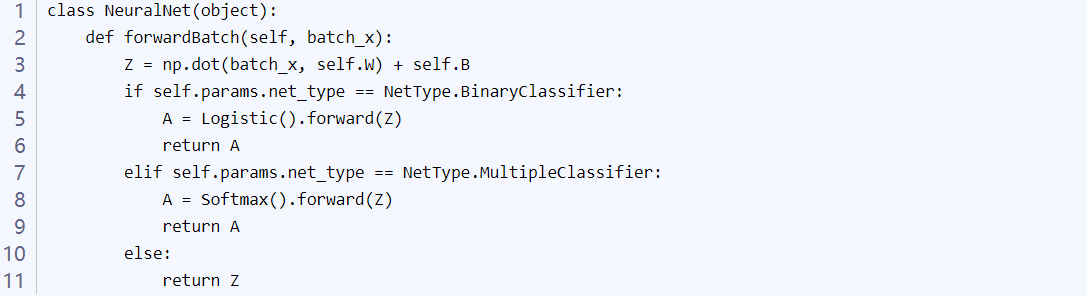 1 class NeuralNet(object):
2     def forwardBatch(self, batch_x):
3         Z = np.dot(batch_x, self.W) + self.B
4         if self.params.net_type == NetType.BinaryClassifier:
5             A = Logistic().forward(Z)
6             return A
7         elif self.params.net_type == NetType.MultipleClassifier:
8             A = Softmax().forward(Z)
9             return A
10         else:
11             return Z